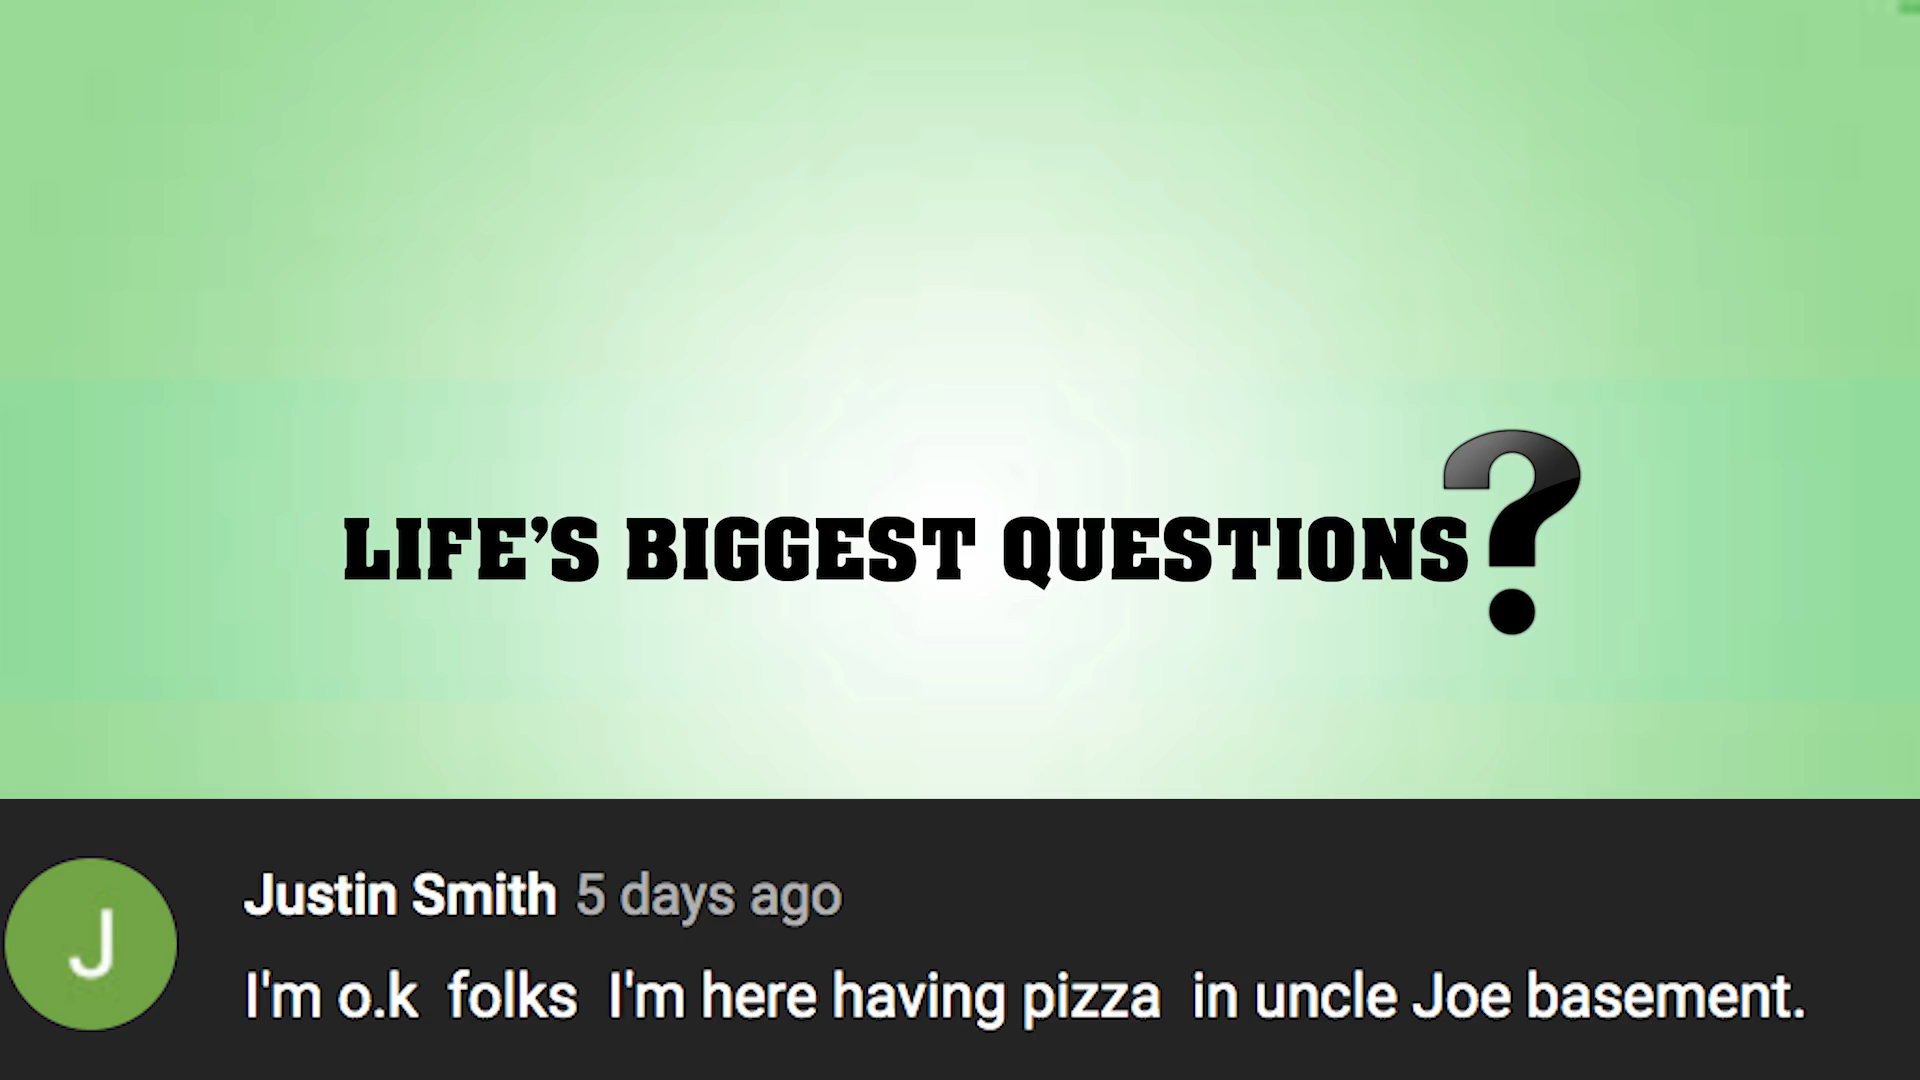 LIFE'S BIGGEST QUESTIONS?
J
Justin Smith 5 days ago
I'm o.k  folks  I'm here having pizza  in uncle Joe basement.